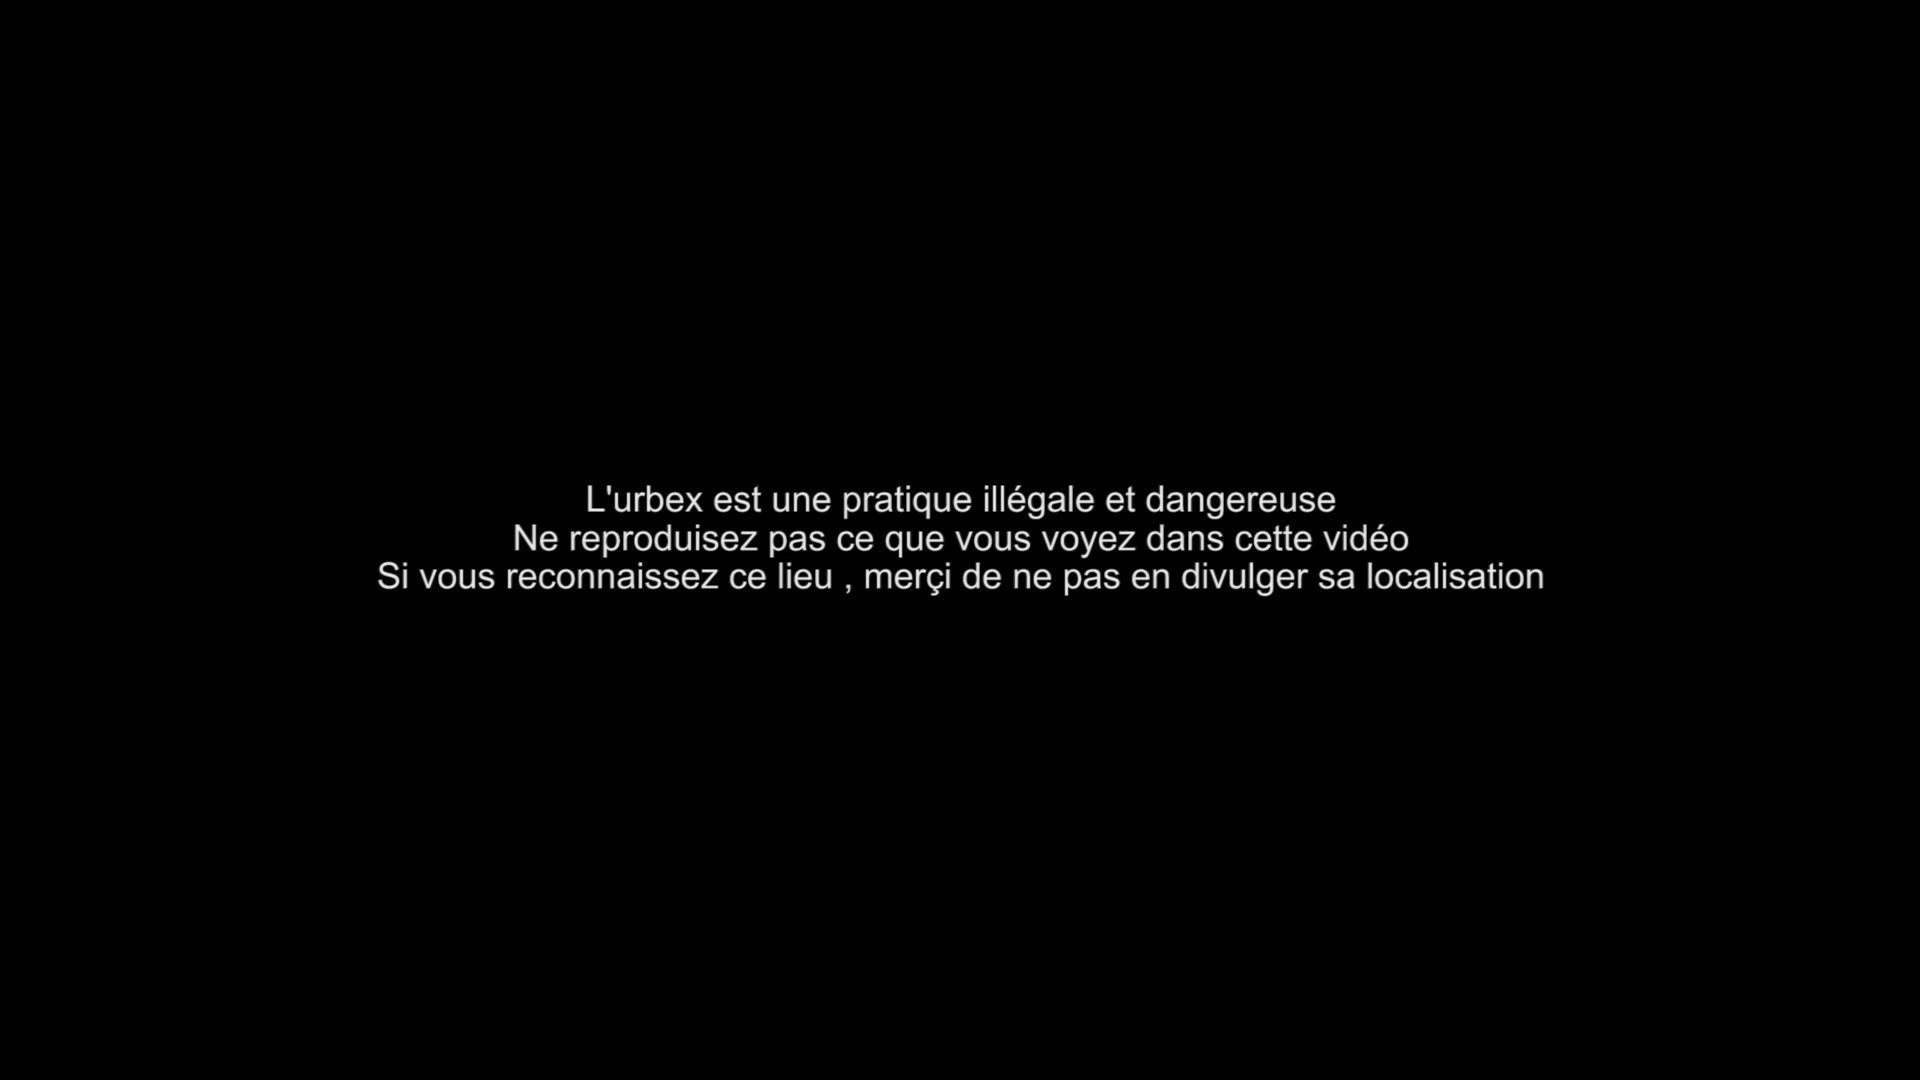 L'urbex est une pratique illégale et dangereuse
Ne reproduisez pas ce que vous voyez dans cette vidéo
Si vous reconnaissez ce lieu , merçi de ne pas en divulger sa localisation